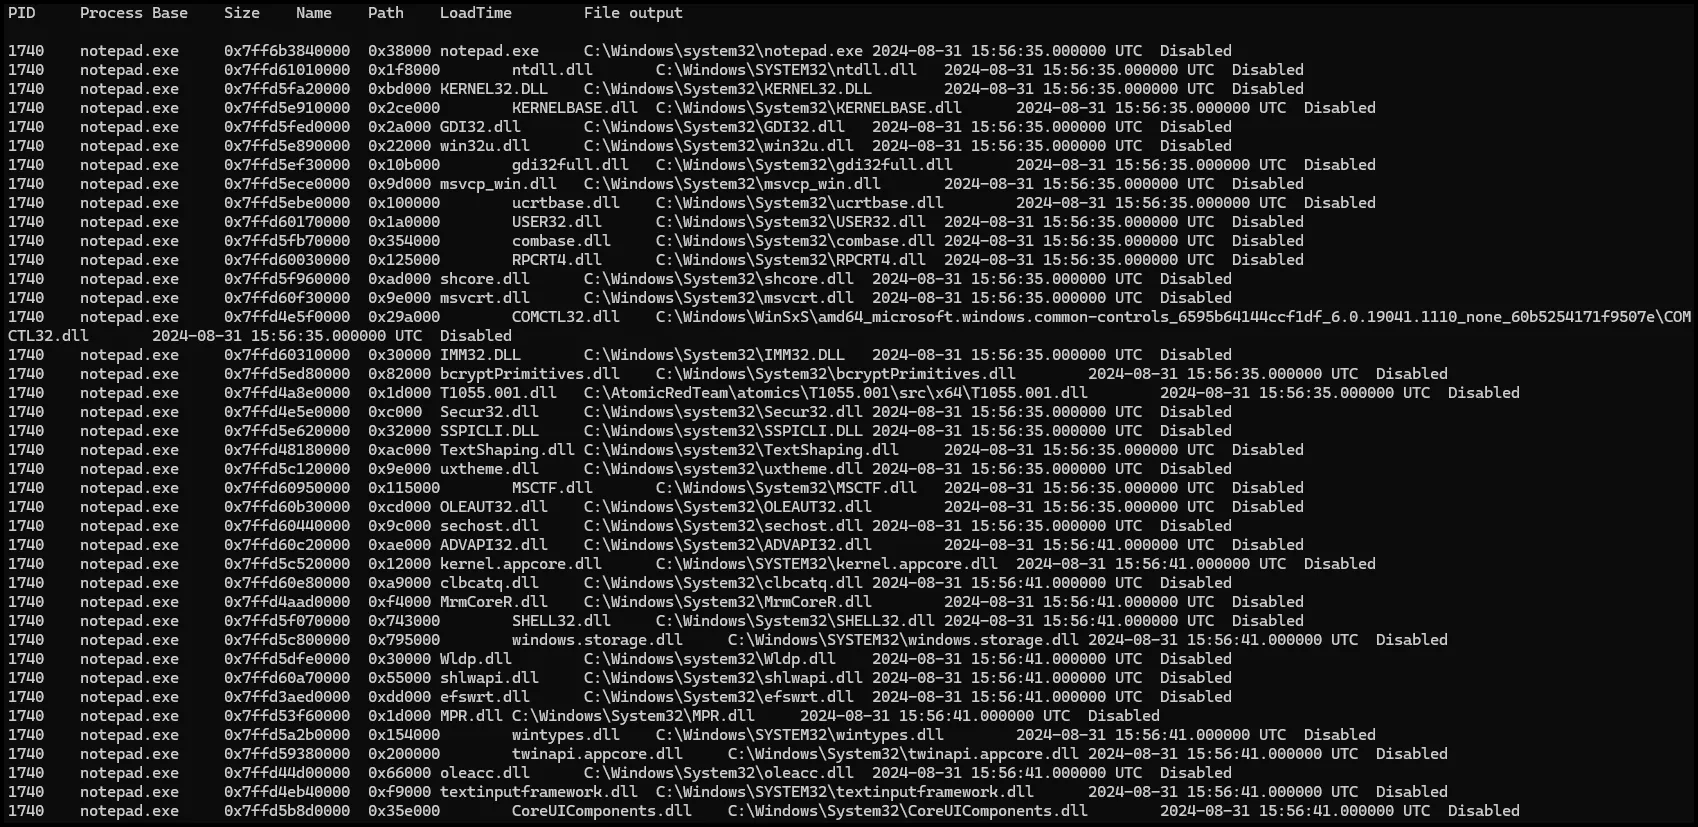 PID Process Base Size Name Path LoadTime File output
1740 notepad.exe 0x7ff6b3840000 0x38000 notepad.exe C:\Windows\system32\notepad.exe 2024-08-31 15:56:35.000000 UTC Disabled
1740 notepad.exe 0x7ffd61010000 0x1f8000 ntdll.dll C:\Windows\SYSTEM32\ntdll.dll 2024-08-31 15:56:35.000000 UTC Disabled
1740 notepad.exe 0x7ffd5fa20000 0xbd000 KERNEL32.DLL C:\Windows\System32\KERNEL32.DLL 2024-08-31 15:56:35.000000 UTC Disabled
1740 notepad.exe 0x7ffd5e910000 0x2ce000 KERNELBASE.dll C:\Windows\System32\KERNELBASE.dll 2024-08-31 15:56:35.000000 UTC Disabled
1740 notepad.exe 0x7ffd5fed0000 0x2a000 GDI32.dll C:\Windows\System32\GDI32.dll 2024-08-31 15:56:35.000000 UTC Disabled
1740 notepad.exe 0x7ffd5e890000 0x22000 win32u.dll C:\Windows\System32\win32u.dll 2024-08-31 15:56:35.000000 UTC Disabled
1740 notepad.exe 0x7ffd5ef30000 0x10b000 gdi32full.dll C:\Windows\System32\gdi32full.dll 2024-08-31 15:56:35.000000 UTC Disabled
1740 notepad.exe 0x7ffd5ece0000 0x9d000 msvcp_win.dll C:\Windows\System32\msvcp_win.dll 2024-08-31 15:56:35.000000 UTC Disabled
1740 notepad.exe 0x7ffd5ebe0000 0x100000 ucrtbase.dll C:\Windows\System32\ucrtbase.dll 2024-08-31 15:56:35.000000 UTC Disabled
1740 notepad.exe 0x7ffd60170000 0x1a0000 USER32.dll C:\Windows\System32\USER32.dll 2024-08-31 15:56:35.000000 UTC Disabled
1740 notepad.exe 0x7ffd5fb70000 0x354000 combase.dll C:\Windows\System32\combase.dll 2024-08-31 15:56:35.000000 UTC Disabled
1740 notepad.exe 0x7ffd60030000 0x125000 RPCRT4.dll C:\Windows\System32\RPCRT4.dll 2024-08-31 15:56:35.000000 UTC Disabled
1740 notepad.exe 0x7ffd5f960000 0xad000 shcore.dll C:\Windows\System32\shcore.dll 2024-08-31 15:56:35.000000 UTC Disabled
1740 notepad.exe 0x7ffd60f30000 0x9e000 msvcrt.dll C:\Windows\System32\msvcrt.dll 2024-08-31 15:56:35.000000 UTC Disabled
1740 notepad.exe 0x7ffd4e5f0000 0x29a000 COMCTL32.dll C:\Windows\WinSxS\amd64_microsoft.windows.common-controls_6595b64144ccf1df_6.0.19041.1110_none_60b5254171f9507e\COM
CTL32.dll 2024-08-31 15:56:35.000000 UTC Disabled
1740 notepad.exe 0x7ffd60310000 0x30000 IMM32.DLL C:\Windows\System32\IMM32.DLL 2024-08-31 15:56:35.000000 UTC Disabled
1740 notepad.exe 0x7ffd5ed80000 0x82000 bcryptPrimitives.dll C:\Windows\System32\bcryptPrimitives.dll 2024-08-31 15:56:35.000000 UTC Disabled
1740 notepad.exe 0x7ffd4a8e0000 0x1d000 T1055.001.dll C:\AtomicRedTeam\atomics\T1055.001\src\x64\T1055.001.dll 2024-08-31 15:56:35.000000 UTC Disabled
1740 notepad.exe 0x7ffd4e5e0000 0xc000 Secur32.dll C:\Windows\System32\Secur32.dll 2024-08-31 15:56:35.000000 UTC Disabled
1740 notepad.exe 0x7ffd5e620000 0x32000 SSPICLI.DLL C:\Windows\System32\SSPICLI.DLL 2024-08-31 15:56:35.000000 UTC Disabled
1740 notepad.exe 0x7ffd48180000 0xac000 TextShaping.dll C:\Windows\system32\TextShaping.dll 2024-08-31 15:56:35.000000 UTC Disabled
1740 notepad.exe 0x7ffd5c120000 0x9e000 uxtheme.dll C:\Windows\system32\uxtheme.dll 2024-08-31 15:56:35.000000 UTC Disabled
1740 notepad.exe 0x7ffd60950000 0x115000 MSCTF.dll C:\Windows\System32\MSCTF.dll 2024-08-31 15:56:35.000000 UTC Disabled
1740 notepad.exe 0x7ffd60b30000 0xcd000 OLEAUT32.dll C:\Windows\System32\OLEAUT32.dll 2024-08-31 15:56:35.000000 UTC Disabled
1740 notepad.exe 0x7ffd60440000 0x9c000 sechost.dll C:\Windows\System32\sechost.dll 2024-08-31 15:56:35.000000 UTC Disabled
1740 notepad.exe 0x7ffd60c20000 0xae000 ADVAPI32.dll C:\Windows\System32\ADVAPI32.dll 2024-08-31 15:56:41.000000 UTC Disabled
1740 notepad.exe 0x7ffd5c520000 0x12000 kernel.appcore.dll C:\Windows\SYSTEM32\kernel.appcore.dll 2024-08-31 15:56:41.000000 UTC Disabled
1740 notepad.exe 0x7ffd60e80000 0xa9000 clbcatq.dll C:\Windows\System32\clbcatq.dll 2024-08-31 15:56:41.000000 UTC Disabled
1740 notepad.exe 0x7ffd4aad0000 0xf4000 MrmCoreR.dll C:\Windows\System32\MrmCoreR.dll 2024-08-31 15:56:41.000000 UTC Disabled
1740 notepad.exe 0x7ffd5f070000 0x743000 SHELL32.dll C:\Windows\System32\SHELL32.dll 2024-08-31 15:56:41.000000 UTC Disabled
1740 notepad.exe 0x7ffd5c800000 0x795000 windows.storage.dll C:\Windows\SYSTEM32\windows.storage.dll 2024-08-31 15:56:41.000000 UTC Disabled
1740 notepad.exe 0x7ffd5dfe0000 0x30000 Wldp.dll C:\Windows\system32\Wldp.dll 2024-08-31 15:56:41.000000 UTC Disabled
1740 notepad.exe 0x7ffd60a70000 0x55000 shlwapi.dll C:\Windows\System32\shlwapi.dll 2024-08-31 15:56:41.000000 UTC Disabled
1740 notepad.exe 0x7ffd3aed0000 0xdd000 efswrt.dll C:\Windows\System32\efswrt.dll 2024-08-31 15:56:41.000000 UTC Disabled
1740 notepad.exe 0x7ffd53f60000 0x1d000 MPR.dll C:\Windows\System32\MPR.dll 2024-08-31 15:56:41.000000 UTC Disabled
1740 notepad.exe 0x7ffd5a2b0000 0x154000 wintypes.dll C:\Windows\SYSTEM32\wintypes.dll 2024-08-31 15:56:41.000000 UTC Disabled
1740 notepad.exe 0x7ffd59380000 0x200000 twinapi.appcore.dll C:\Windows\System32\twinapi.appcore.dll 2024-08-31 15:56:41.000000 UTC Disabled
1740 notepad.exe 0x7ffd44d00000 0x66000 oleacc.dll C:\Windows\System32\oleacc.dll 2024-08-31 15:56:41.000000 UTC Disabled
1740 notepad.exe 0x7ffd4eb40000 0xf9000 textinputframework.dll C:\Windows\SYSTEM32\textinputframework.dll 2024-08-31 15:56:41.000000 UTC Disabled
1740 notepad.exe 0x7ffd5b8d0000 0x35e000 CoreUIComponents.dll C:\Windows\System32\CoreUIComponents.dll 2024-08-31 15:56:41.000000 UTC Disabled